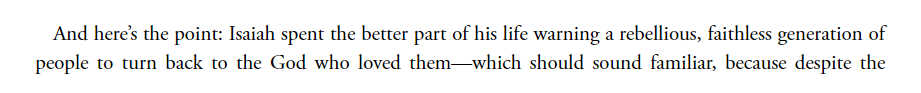 And here’s the point: Isaiah spent the better part of his life warning a rebellious, faithless generation of
people to turn back to the God who loved them—which should sound familiar, because despite the